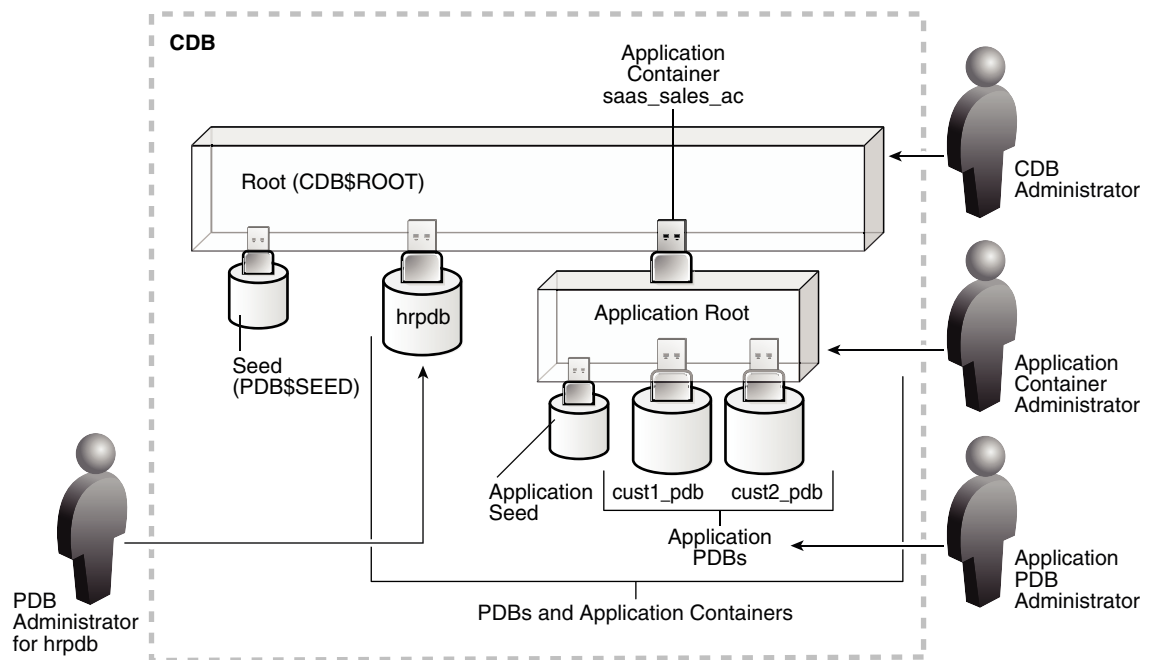 CDB
Application
Container
saas_sales_ac
Root (CDB$ROOT)
CDB
Administrator
hrpdb
Application Root
Seed
(PDB$SEED)
Application
Container
Administrator
Application
Seed
cust1_pdb
cust2_pdb
Application
PDBs
Application
PDB
Administrator
PDB
Administrator
for hrpdb
PDBs and Application Containers